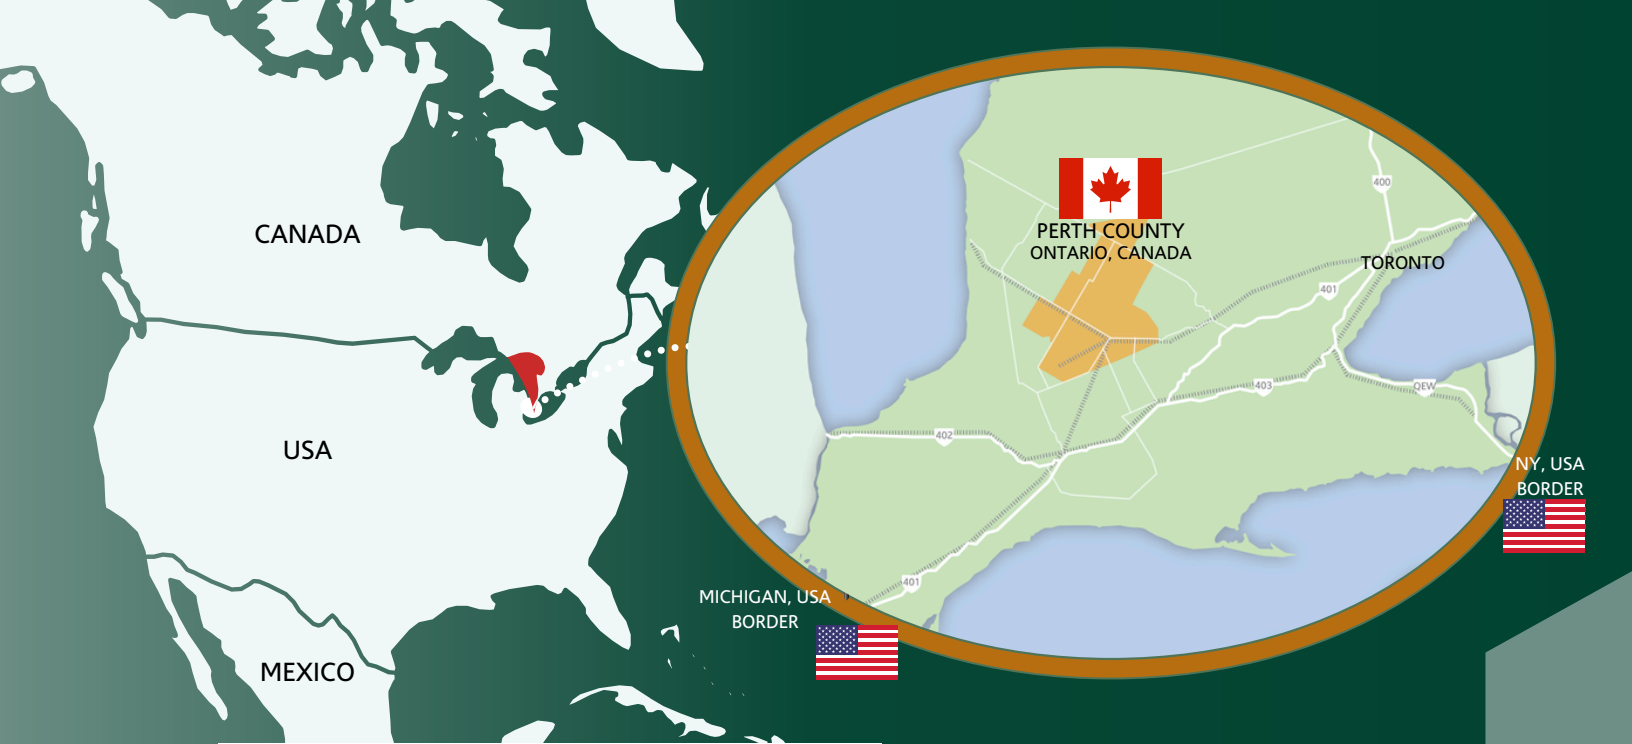 CANADA
USA
MEXICO
PERTH COUNTY
ONTARIO, CANADA
TORONTO
400
401
403
QEW
402
401
NY, USA
BORDER
MICHIGAN, USA
BORDER